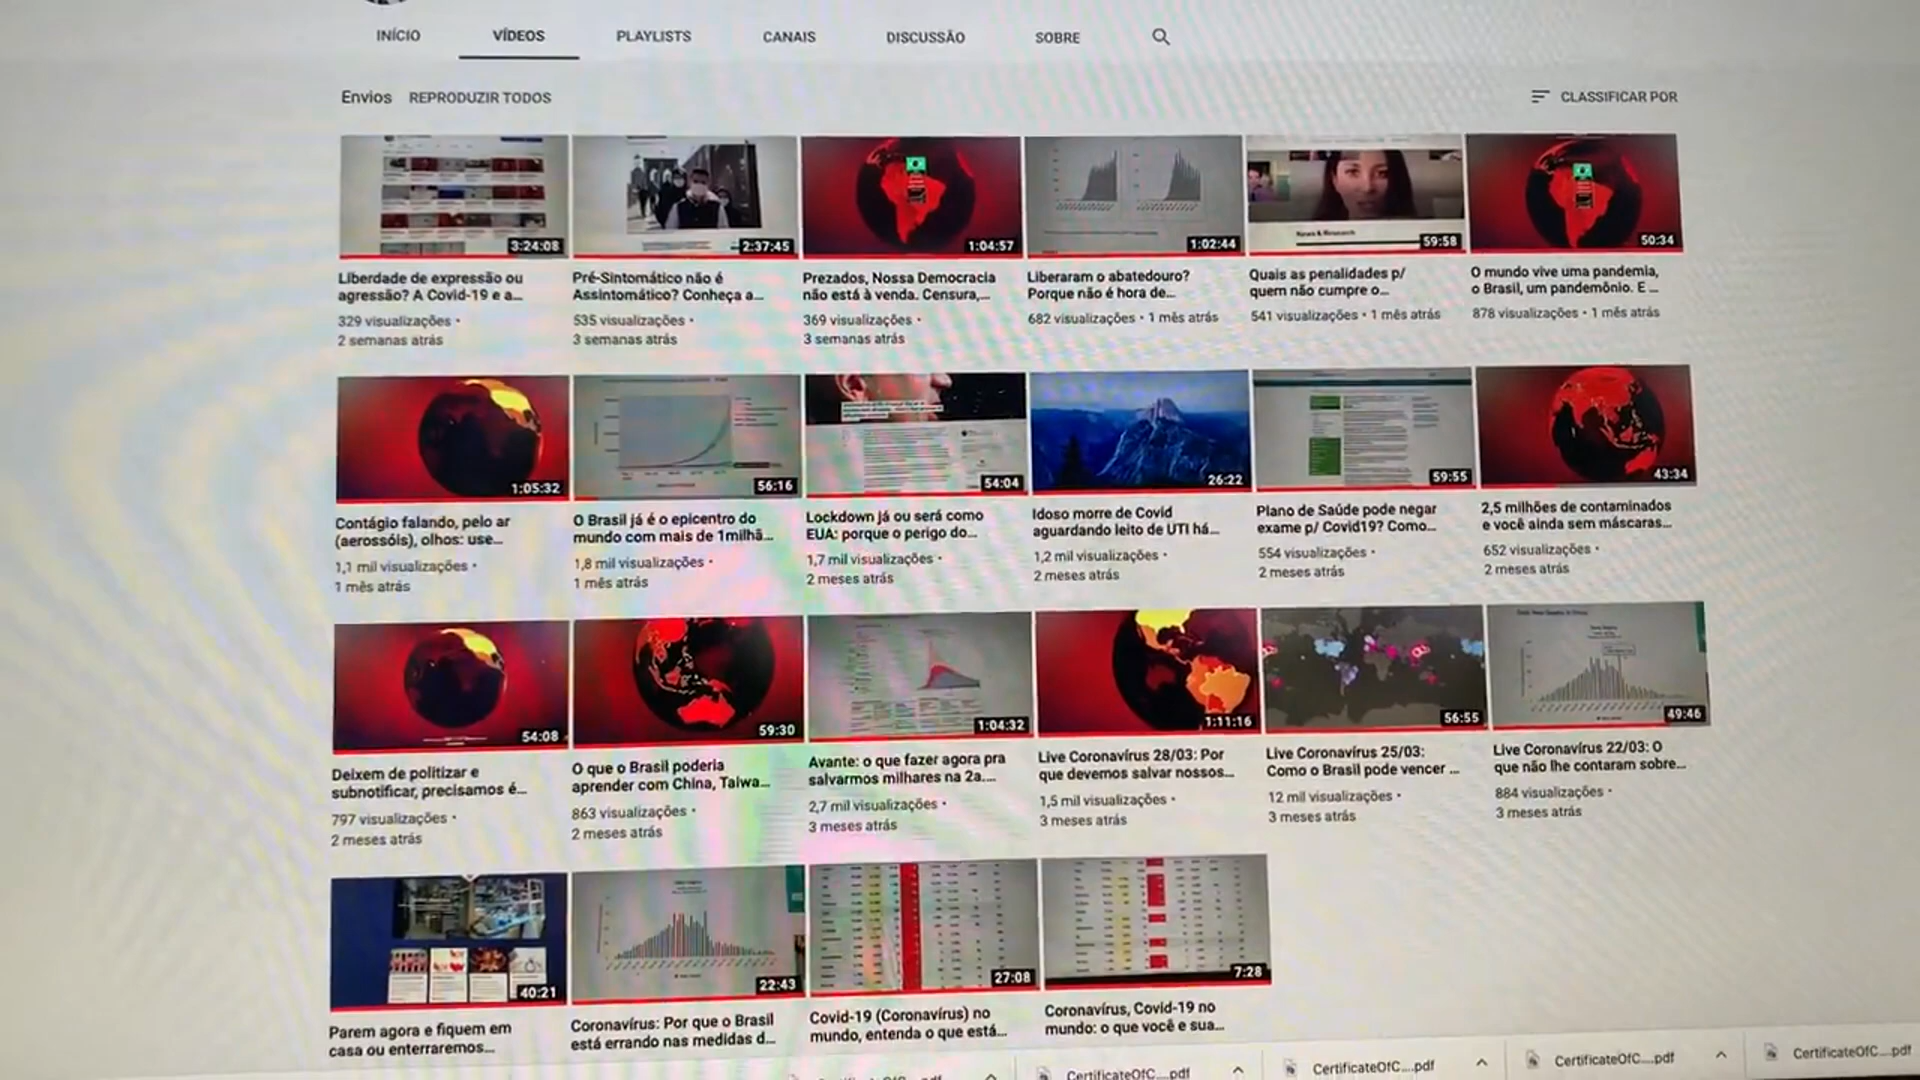 INÍCIO
VÍDEOS
PLAYLISTS
CANAIS
DISCUSSÃO
SOBRE
Envios
REPRODUZIR TODOS
CLASSIFICAR POR
3:24:08
2:37:45
1:04:57
1:02:44
News & Research
59:58
50:34
Liberdade de expressão ou
agressão? A Covid-19 e a...
329 visualizações •
2 semanas atrás
Pré-Sintomático não é
Assintomático? Conheça a...
535 visualizações •
3 semanas atrás
Prezados, Nossa Democracia
não está à venda. Censura,...
369 visualizações •
3 semanas atrás
Liberaram o abatedouro?
Porque não é hora de...
682 visualizações • 1 mês atrás
Quais as penalidades p/
quem não cumpre o...
541 visualizações • 1 mês atrás
O mundo vive uma pandemia,
o Brasil, um pandemônio. E ...
878 visualizações • 1 mês atrás
1:05:32
56:16
54:04
26:22
59:55
43:34
Contágio falando, pelo ar
(aerossóis), olhos: use...
1,1 mil visualizações •
1 mês atrás
O Brasil já é o epicentro do
mundo com mais de 1milhã...
1,8 mil visualizações •
1 mês atrás
Lockdown já ou será como
EUA: porque o perigo do...
1,7 mil visualizações •
2 meses atrás
Idoso morre de Covid
aguardando leito de UTI há...
1,2 mil visualizações •
2 meses atrás
Plano de Saúde pode negar
exame p/ Covid19? Como...
554 visualizações •
2 meses atrás
2,5 milhões de contaminados
e você ainda sem máscaras...
652 visualizações •
2 meses atrás
54:08
59:30
1:04:32
1:11:16
56:55
49:46
Deixem de politizar e
subnotificar, precisamos é...
797 visualizações •
2 meses atrás
O que o Brasil poderia
aprender com China, Taiwa...
863 visualizações •
2 meses atrás
Avante: o que fazer agora pra
salvarmos milhares na 2a....
2,7 mil visualizações •
3 meses atrás
Live Coronavírus 28/03: Por
que devemos salvar nossos...
1,5 mil visualizações •
3 meses atrás
Live Coronavírus 25/03:
Como o Brasil pode vencer ...
12 mil visualizações •
3 meses atrás
Live Coronavírus 22/03: O
que não lhe contaram sobre...
884 visualizações •
3 meses atrás
40:21
22:43
27:08
7:28
Parem agora e fiquem em
casa ou enterraremos...
Coronavírus: Por que o Brasil
está errando nas medidas d...
Covid-19 (Coronavírus) no
mundo, entenda o que está...
Coronavírus, Covid-19 no
mundo: o que você e sua...
CertificateOfC....pdf
CertificateOfC....pdf
CertificateOfC....pdf
CertificateOfC....pdf